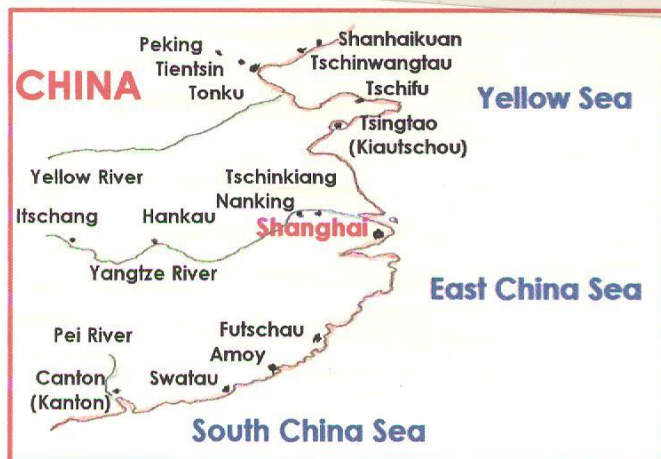 Peking
Shanhaikuan
Tientsin
Tschinwangtau
CHINA
Tonku
Tschifu
Yellow Sea
Tsingtao
(Kiautschou)
Yellow River
Tschinkiang
Nanking
Itschang
Hankau
Shanghai
Yangtze River
East China Sea
Pei River
Futschau
Amoy
Canton
(Kanton)
Swatau
South China Sea